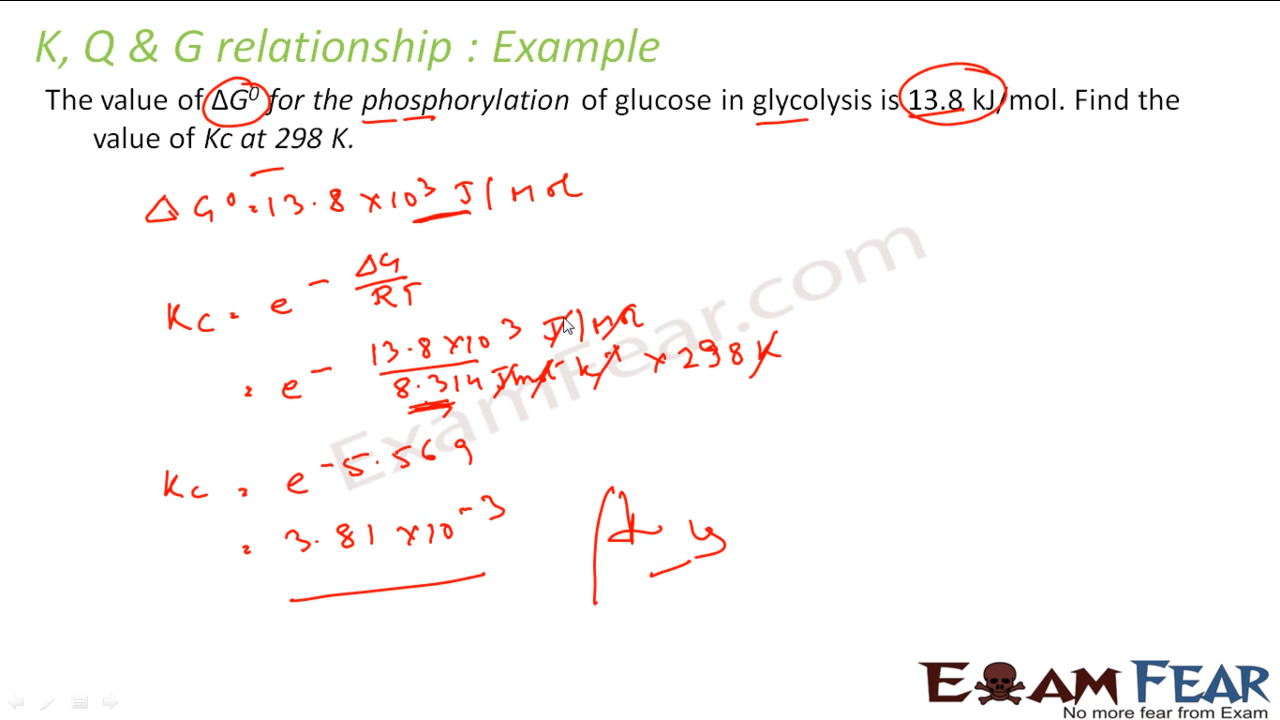 K, Q & G relationship : Example
The value of ΔG⁰ for the phosphorylation of glucose in glycolysis is 13.8 kJ/mol. Find the
value of Kc at 298 K.
ΔG⁰ = 13.8 × 10³ J/mol
Kc = e^(-ΔG/RT)
= e^(-13.8 × 10³ J/mol / 8.314 J mol⁻ k⁻¹ × 298 K)
Kc = e^(-5.569)
= 3.81 × 10⁻³
ExamFear.com
EXAM FEAR
No more fear from Exam